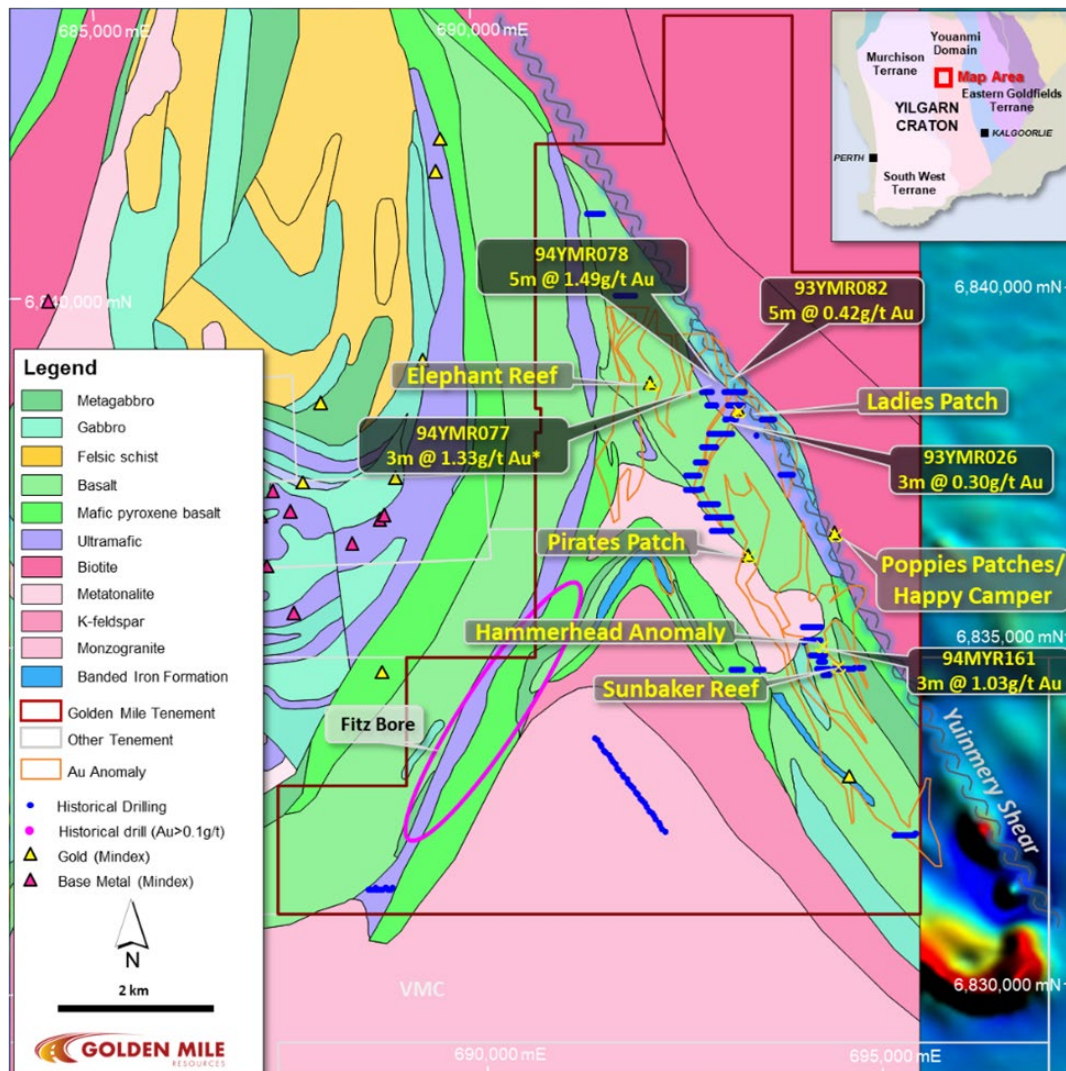 685,000 mE
690,000 mE
Murchison
Terrane
Youanmi
Domain
Map Area
Eastern Goldfields
Terrane
YILGARN
CRATON
KALGOORLIE
PERTH
South West
Terrane
94YMR078
5m @ 1.49g/t Au
93YMR082
5m @ 0.42g/t Au
6,840,000 mN
6,840,000 mN
Elephant Reef
Ladies Patch
94YMR077
3m @ 1.33g/t Au*
93YMR026
3m @ 0.30g/t Au
Pirates Patch
Poppies Patches/
Happy Camper
Hammerhead Anomaly
6,835,000 mN
94MYR161
3m @ 1.03g/t Au
Sunbaker Reef
Fitz Bore
Yuinmery Shear
6,830,000 mN
VMC
690,000 mE
695,000 mE
Legend
Metagabbro
Gabbro
Felsic schist
Basalt
Mafic pyroxene basalt
Ultramafic
Biotite
Metatonalite
K-feldspar
Monzogranite
Banded Iron Formation
Golden Mile Tenement
Other Tenement
Au Anomaly
Historical Drilling
Historical drill (Au>0.1g/t)
Gold (Mindex)
Base Metal (Mindex)
N
2 km
GOLDEN MILE
RESOURCES